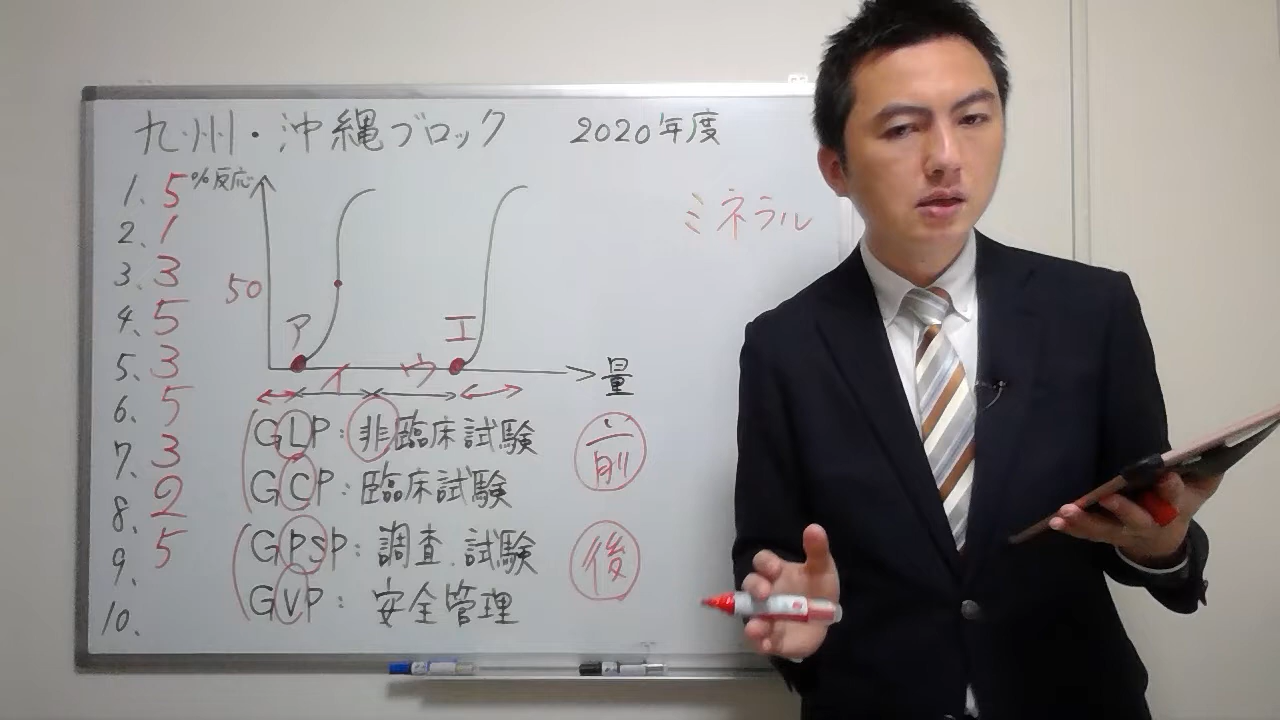 九州・沖縄ブロック 2020年度
1. 5
2. 1
3. 3
4. 5
5. 3
6. 5
7. 3
8. 2
9. 5
10.
%反応
50
ア
イ
ウ
エ
量
ミネラル
GLP:非臨床試験
GCP:臨床試験
前
GPSP:調査.試験
GVP:安全管理
後